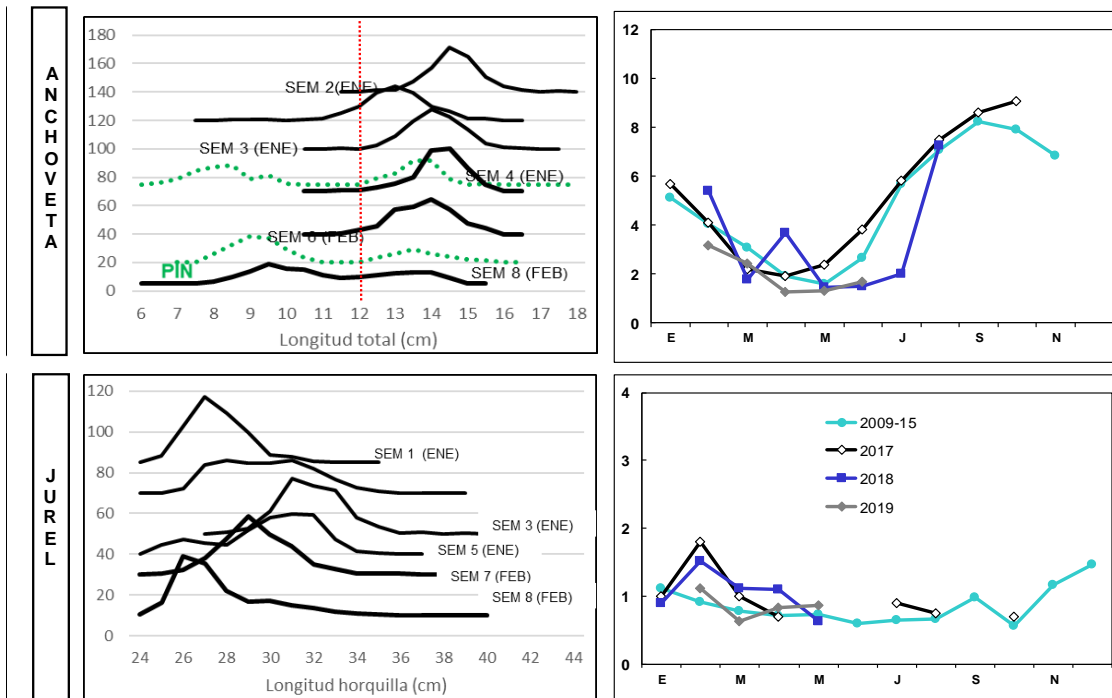 ANCHOVETA
180
160
140
120
100
80
60
40
20
0
SEM 2(ENE)
SEM 3 (ENE)
SEM 4 (ENE)
SEM 6 (FEB)
PIN
SEM 8 (FEB)
6 7 8 9 10 11 12 13 14 15 16 17 18
Longitud total (cm)
12
10
8
6
4
2
0
E M M J S N
JUREL
120
100
80
60
40
20
0
SEM 1 (ENE)
SEM 3 (ENE)
SEM 5 (ENE)
SEM 7 (FEB)
SEM 8 (FEB)
24 26 28 30 32 34 36 38 40 42 44
Longitud horquilla (cm)
4
3
2
1
0
2009-15
2017
2018
2019
E M M J S N